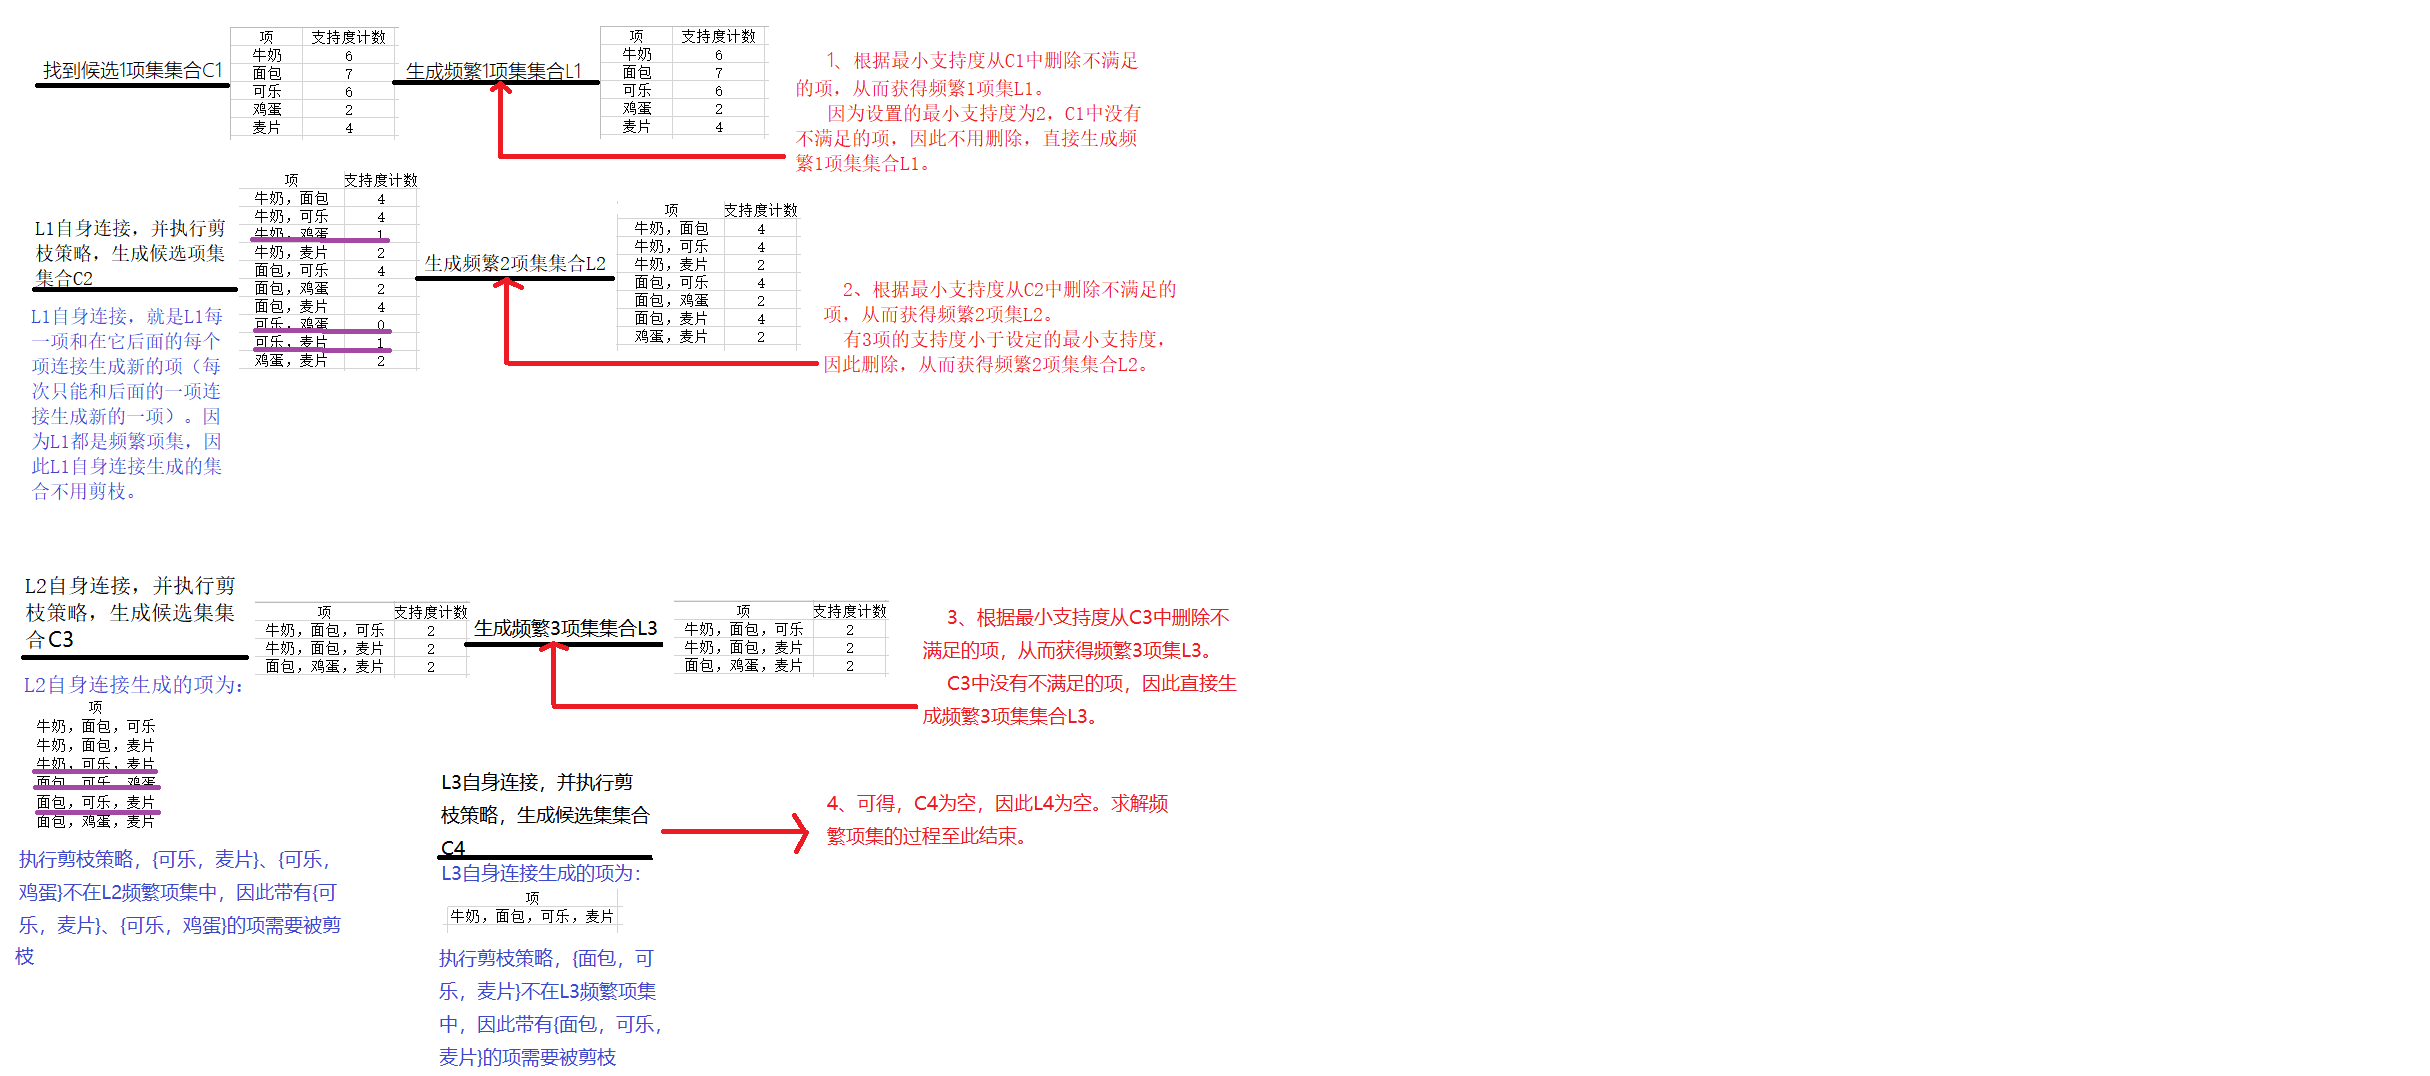 找到候选1项集集合C1
项 支持度计数
牛奶 6
面包 7
可乐 6
鸡蛋 2
麦片 4
生成频繁1项集集合L1
项 支持度计数
牛奶 6
面包 7
可乐 6
鸡蛋 2
麦片 4
1、根据最小支持度从C1中删除不满足
的项，从而获得频繁1项集L1。
因为设置的最小支持度为2，C1中没有
不满足的项，因此不用删除，直接生成频
繁1项集集合L1。
L1自身连接，并执行剪
枝策略，生成候选项集
集合C2
L1自身连接，就是L1每
一项和在它后面的每个
项连接生成新的项（每
次只能和后面的一项连
接生成新的一项）。因
为L1都是频繁项集，因
此L1自身连接生成的集
合不用剪枝。
项 支持度计数
牛奶，面包 4
牛奶，可乐 4
牛奶，鸡蛋 1
牛奶，麦片 2
面包，可乐 4
面包，鸡蛋 2
面包，麦片 4
可乐，鸡蛋 0
可乐，麦片 1
鸡蛋，麦片 2
生成频繁2项集集合L2
项 支持度计数
牛奶，面包 4
牛奶，可乐 4
牛奶，麦片 2
面包，可乐 4
面包，鸡蛋 2
面包，麦片 4
鸡蛋，麦片 2
2、根据最小支持度从C2中删除不满足的
项，从而获得频繁2项集L2。
有3项的支持度小于设定的最小支持度，
因此删除，从而获得频繁2项集集合L2。
L2自身连接，并执行剪
枝策略，生成候选集集
合C3
L2自身连接生成的项为：
项
牛奶，面包，可乐
牛奶，面包，麦片
牛奶，可乐，麦片
面包，可乐，鸡蛋
面包，可乐，麦片
面包，鸡蛋，麦片
执行剪枝策略，{可乐，麦片}、{可乐，
鸡蛋}不在L2频繁项集中，因此带有{可
乐，麦片}、{可乐，鸡蛋}的项需要被剪
枝
项 支持度计数
牛奶，面包，可乐 2
牛奶，面包，麦片 2
面包，鸡蛋，麦片 2
生成频繁3项集集合L3
项 支持度计数
牛奶，面包，可乐 2
牛奶，面包，麦片 2
面包，鸡蛋，麦片 2
3、根据最小支持度从C3中删除不
满足的项，从而获得频繁3项集L3。
C3中没有不满足的项，因此直接生
成频繁3项集集合L3。
L3自身连接，并执行剪
枝策略，生成候选集集合
C4
L3自身连接生成的项为：
项
牛奶，面包，可乐，麦片
执行剪枝策略，{面包，可
乐，麦片}不在L3频繁项集
中，因此带有{面包，可乐，
麦片}的项需要被剪枝
4、可得，C4为空，因此L4为空。求解频
繁项集的过程至此结束。